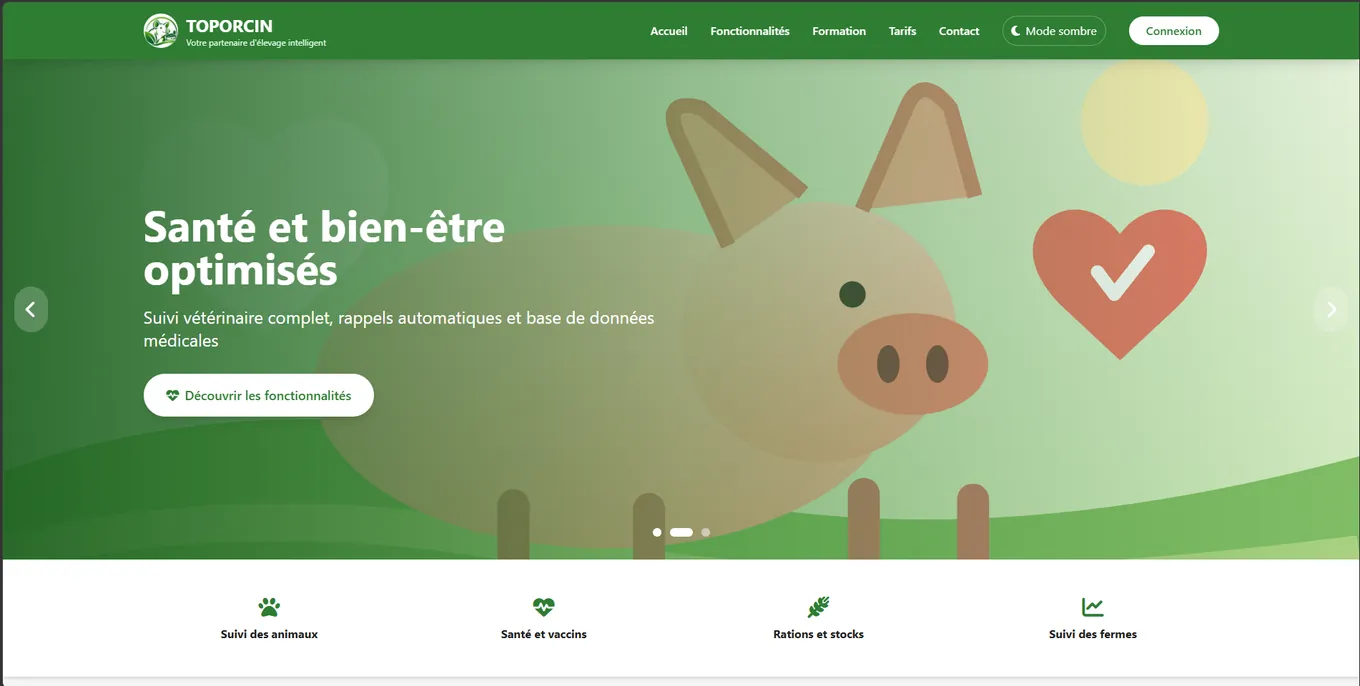 TOPORCIN
Votre partenaire d'élevage intelligent
Accueil
Fonctionnalités
Formation
Tarifs
Contact
Mode sombre
Connexion
Santé et bien-être
optimisés
Suivi vétérinaire complet, rappels automatiques et base de données
médicales
Découvrir les fonctionnalités
Suivi des animaux
Santé et vaccins
Rations et stocks
Suivi des fermes